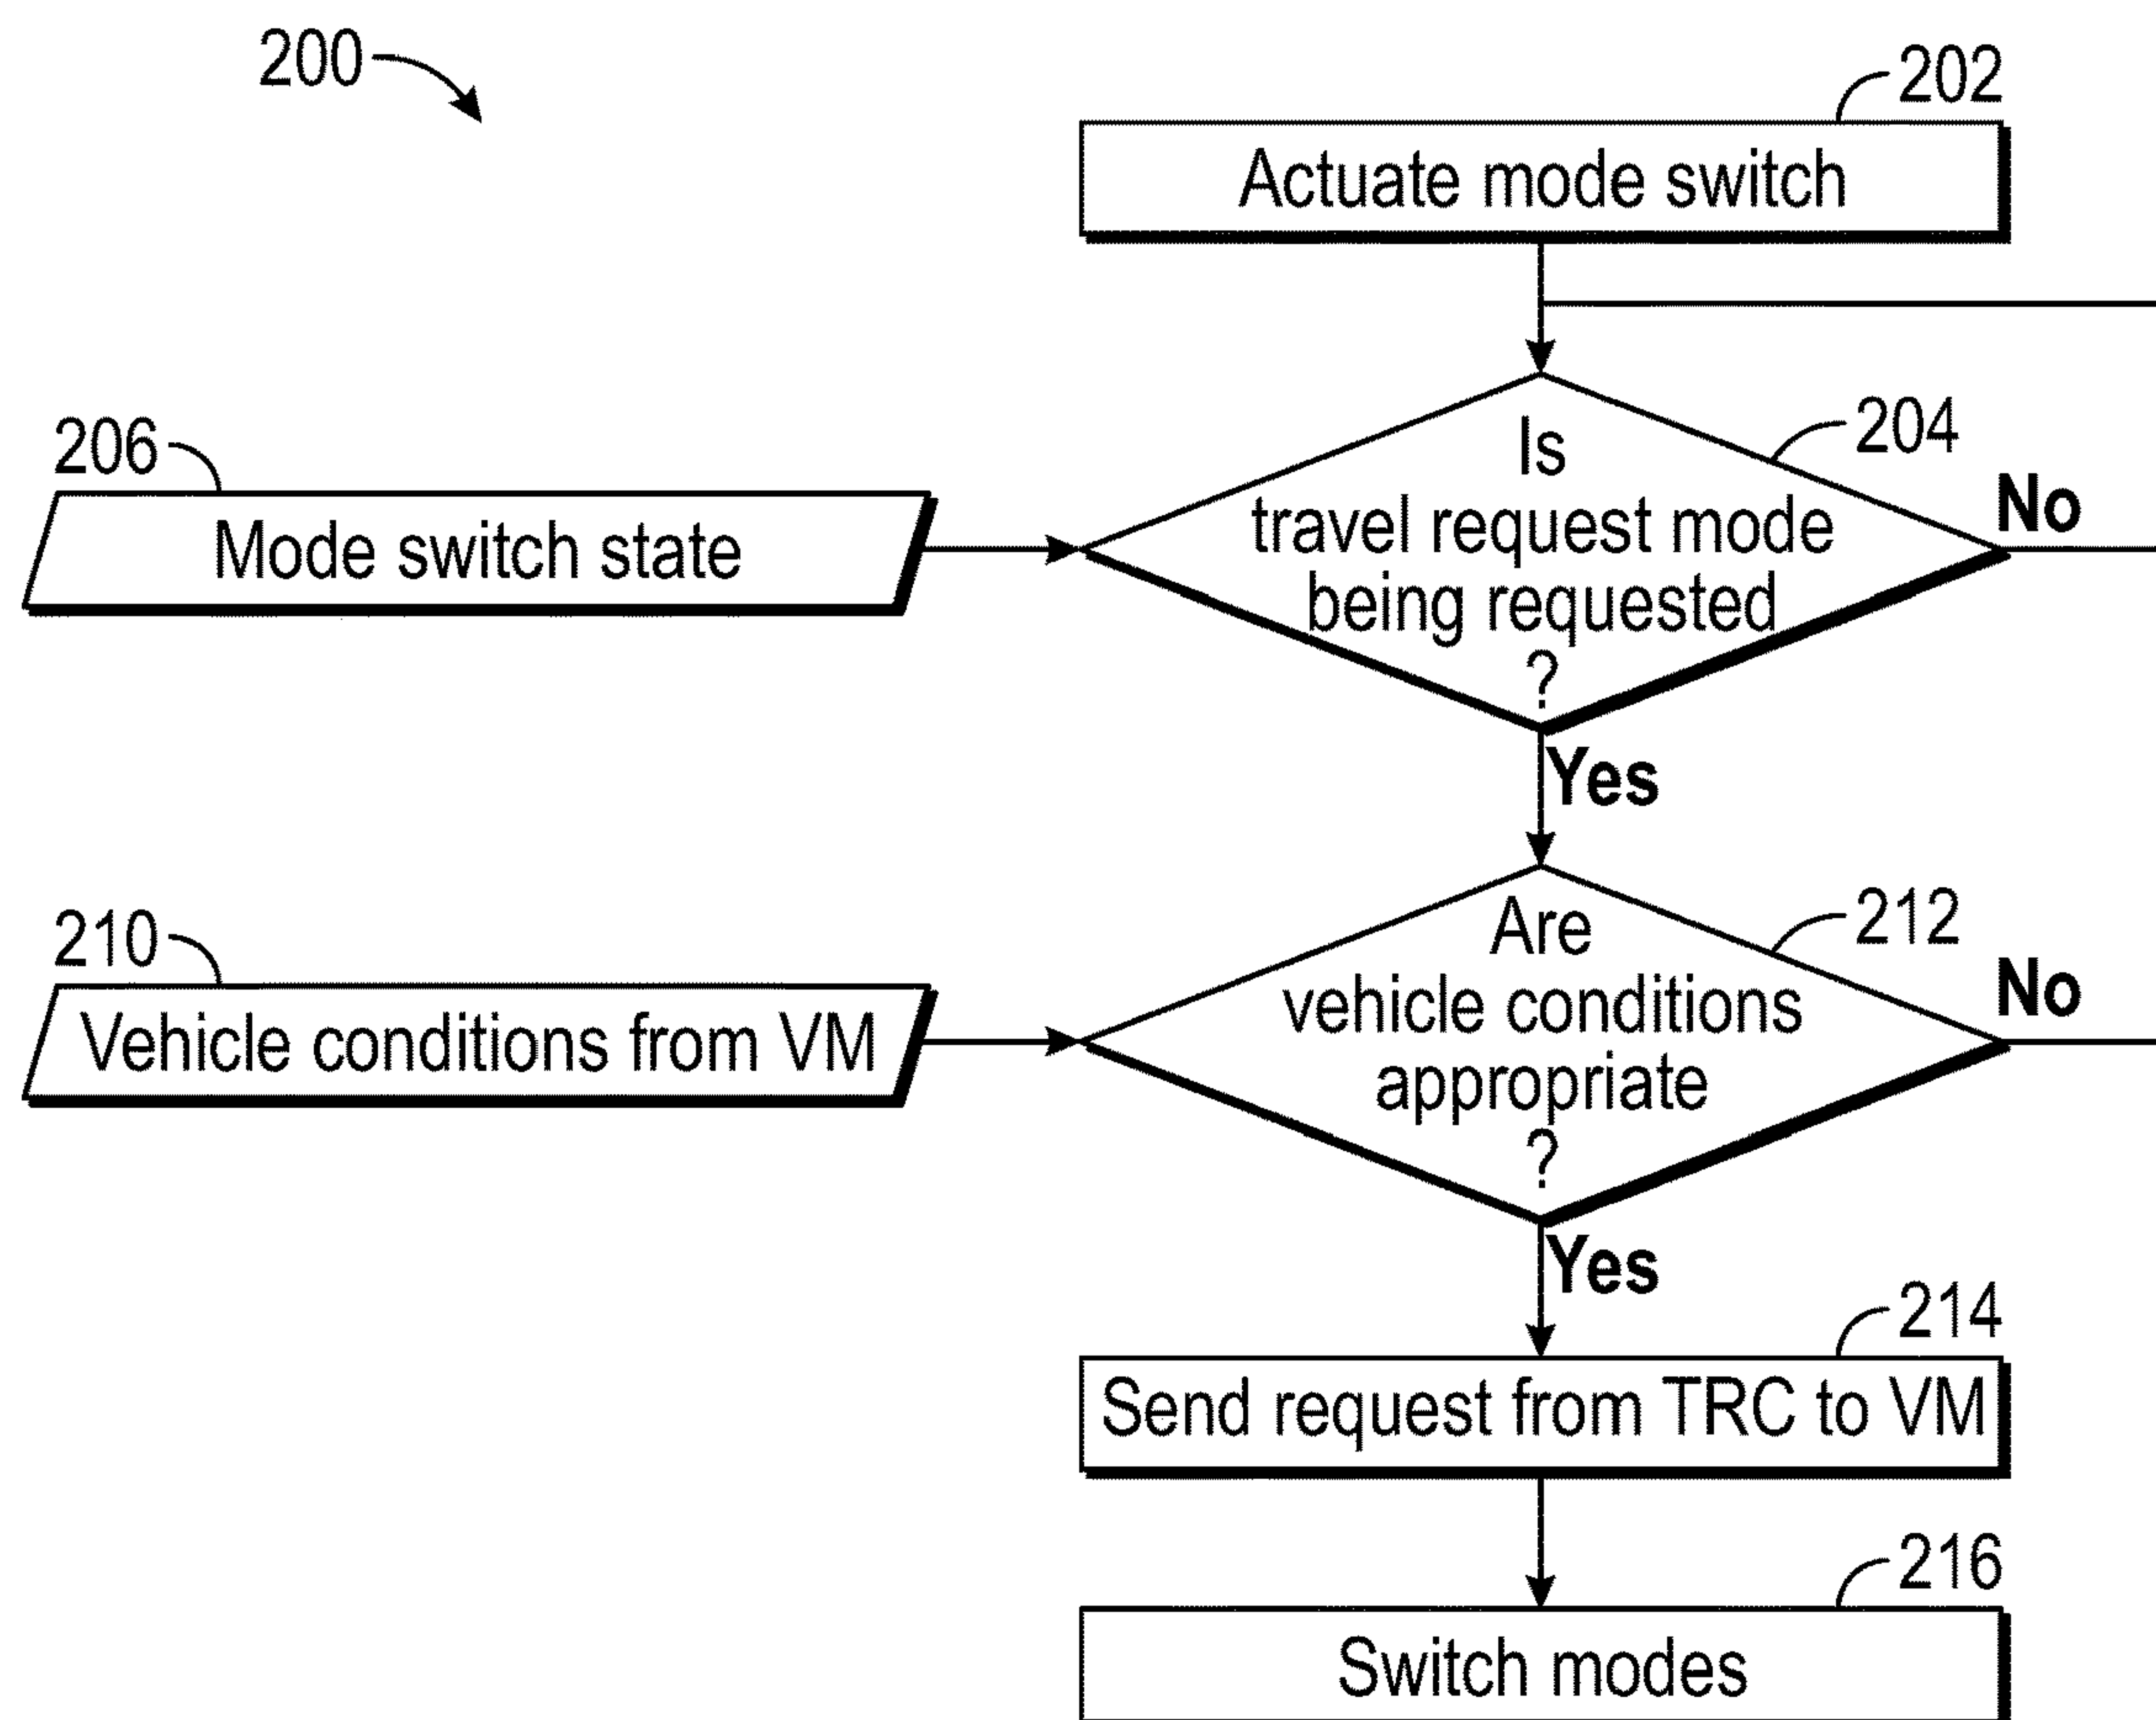 200
202
Actuate mode switch
206
Mode switch state
204
Is
travel request mode
being requested
?
No
Yes
210
Vehicle conditions from VM
212
Are
vehicle conditions
appropriate
?
No
Yes
214
Send request from TRC to VM
216
Switch modes